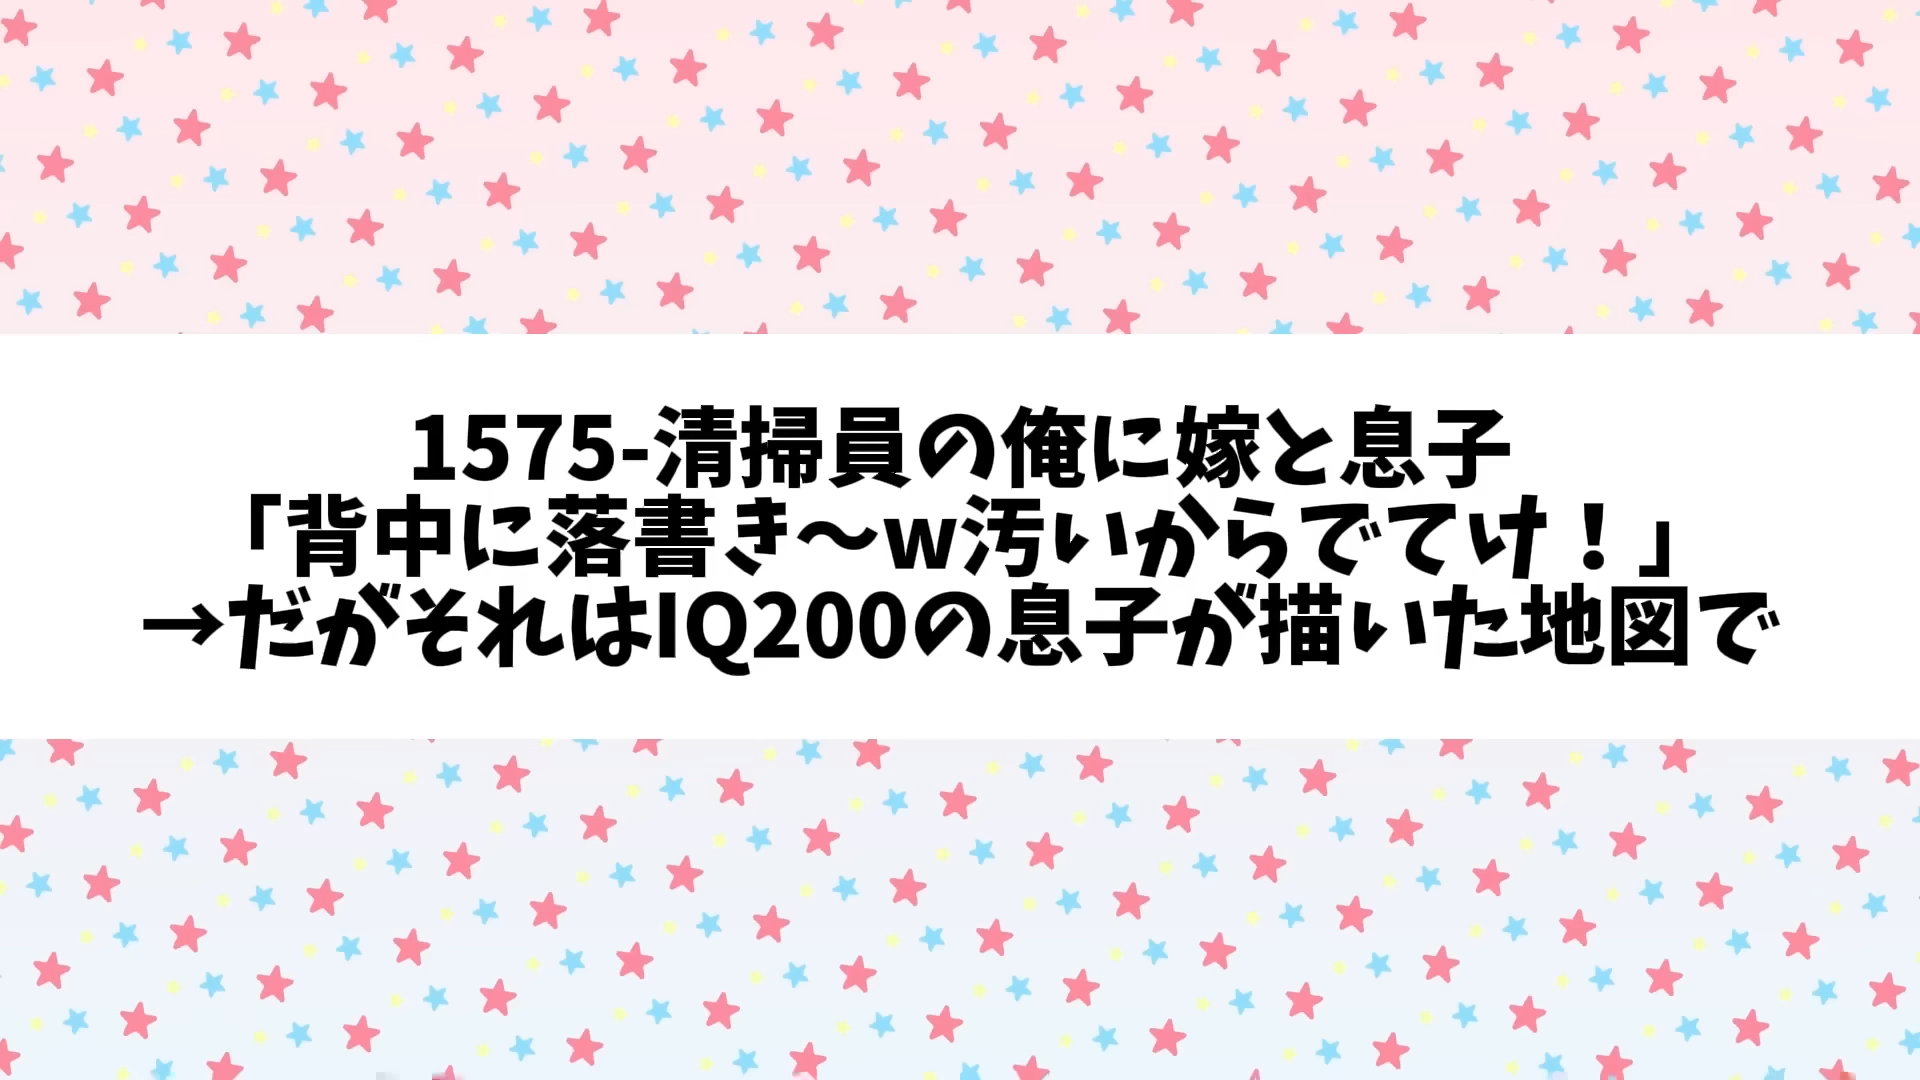 1575-清掃員の俺に嫁と息子
「背中に落書き～w汚いからでてけ！」
→だがそれはIQ200の息子が描いた地図で